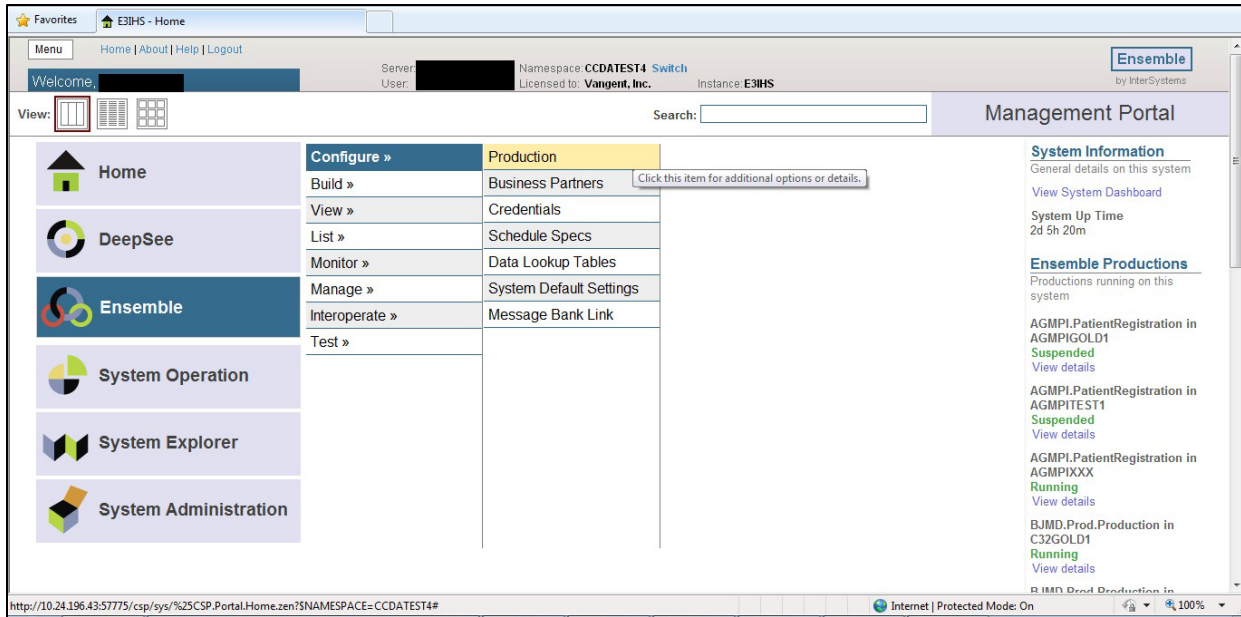 Favorites
E3IHS - Home
Menu
Home | About | Help | Logout
Welcome,
Server:
User:
Namespace: CCDATEST4 Switch
Licensed to: Vangent, Inc.
Instance: E3IHS
Ensemble
by InterSystems
View:
Search:
Management Portal
Home
DeepSee
Ensemble
System Operation
System Explorer
System Administration
Configure »
Build »
View »
List »
Monitor »
Manage »
Interoperate »
Test »
Production
Business Partners
Credentials
Schedule Specs
Data Lookup Tables
System Default Settings
Message Bank Link
Click this item for additional options or details.
System Information
General details on this system
View System Dashboard
System Up Time
2d 5h 20m
Ensemble Productions
Productions running on this
system
AGMPI.PatientRegistration in
AGMPIGOLD1
Suspended
View details
AGMPI.PatientRegistration in
AGMPITEST1
Suspended
View details
AGMPI.PatientRegistration in
AGMPIXXX
Running
View details
BJMD.Prod.Production in
C32GOLD1
Running
View details
BJMD.Prod.Production in
http://10.24.196.43:57775/csp/sys/%25CSP.Portal.Home.zen?$NAMESPACE=CCDATEST4#
Internet | Protected Mode: On
100%